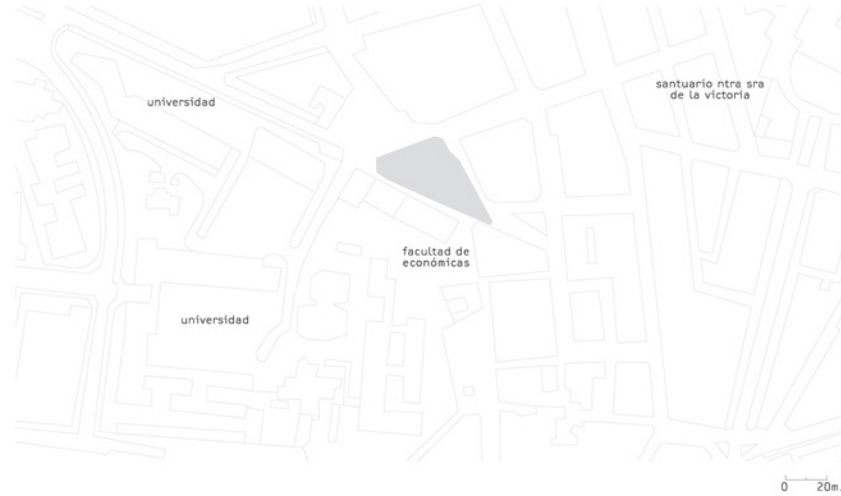 santuario ntra sra
de la victoria
universidad
facultad de
económicas
universidad
0 20m.